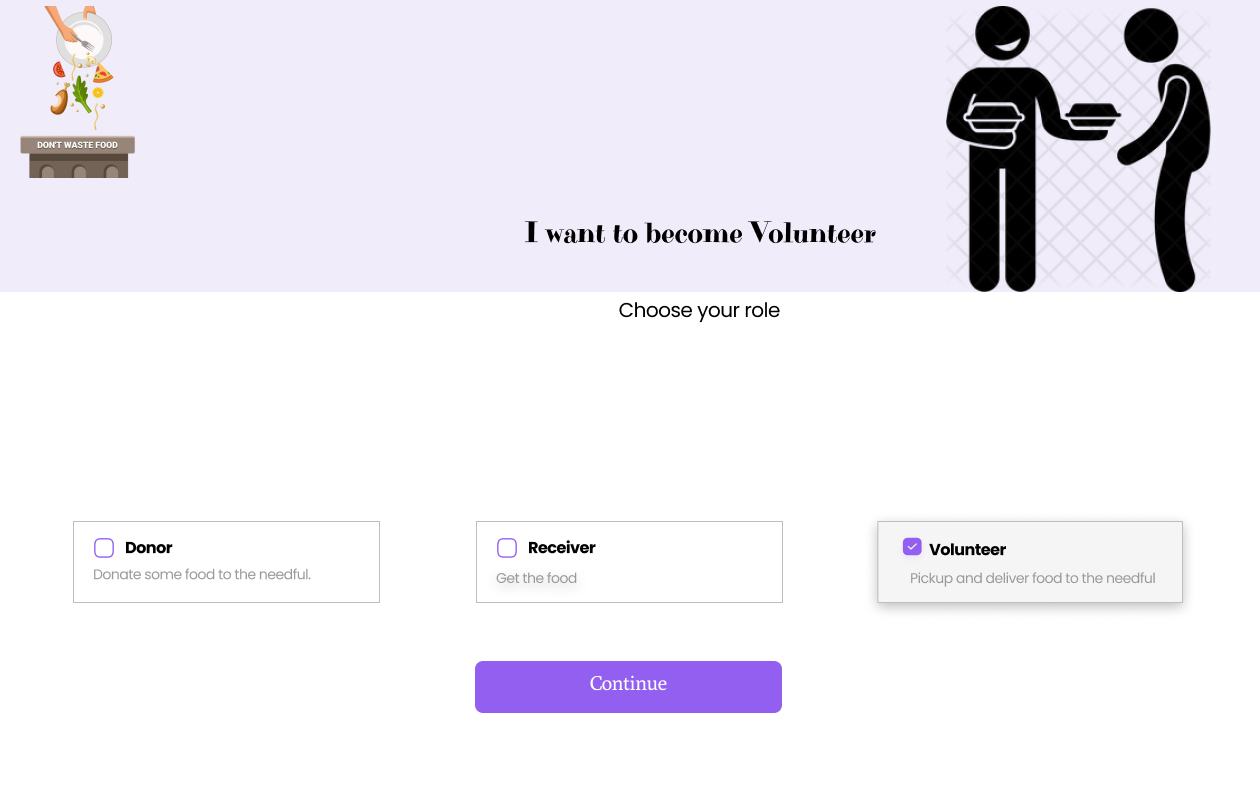 DON'T WASTE FOOD
I want to become Volunteer
Choose your role
Donor
Donate some food to the needful.
Receiver
Get the food
Volunteer
Pickup and deliver food to the needful
Continue